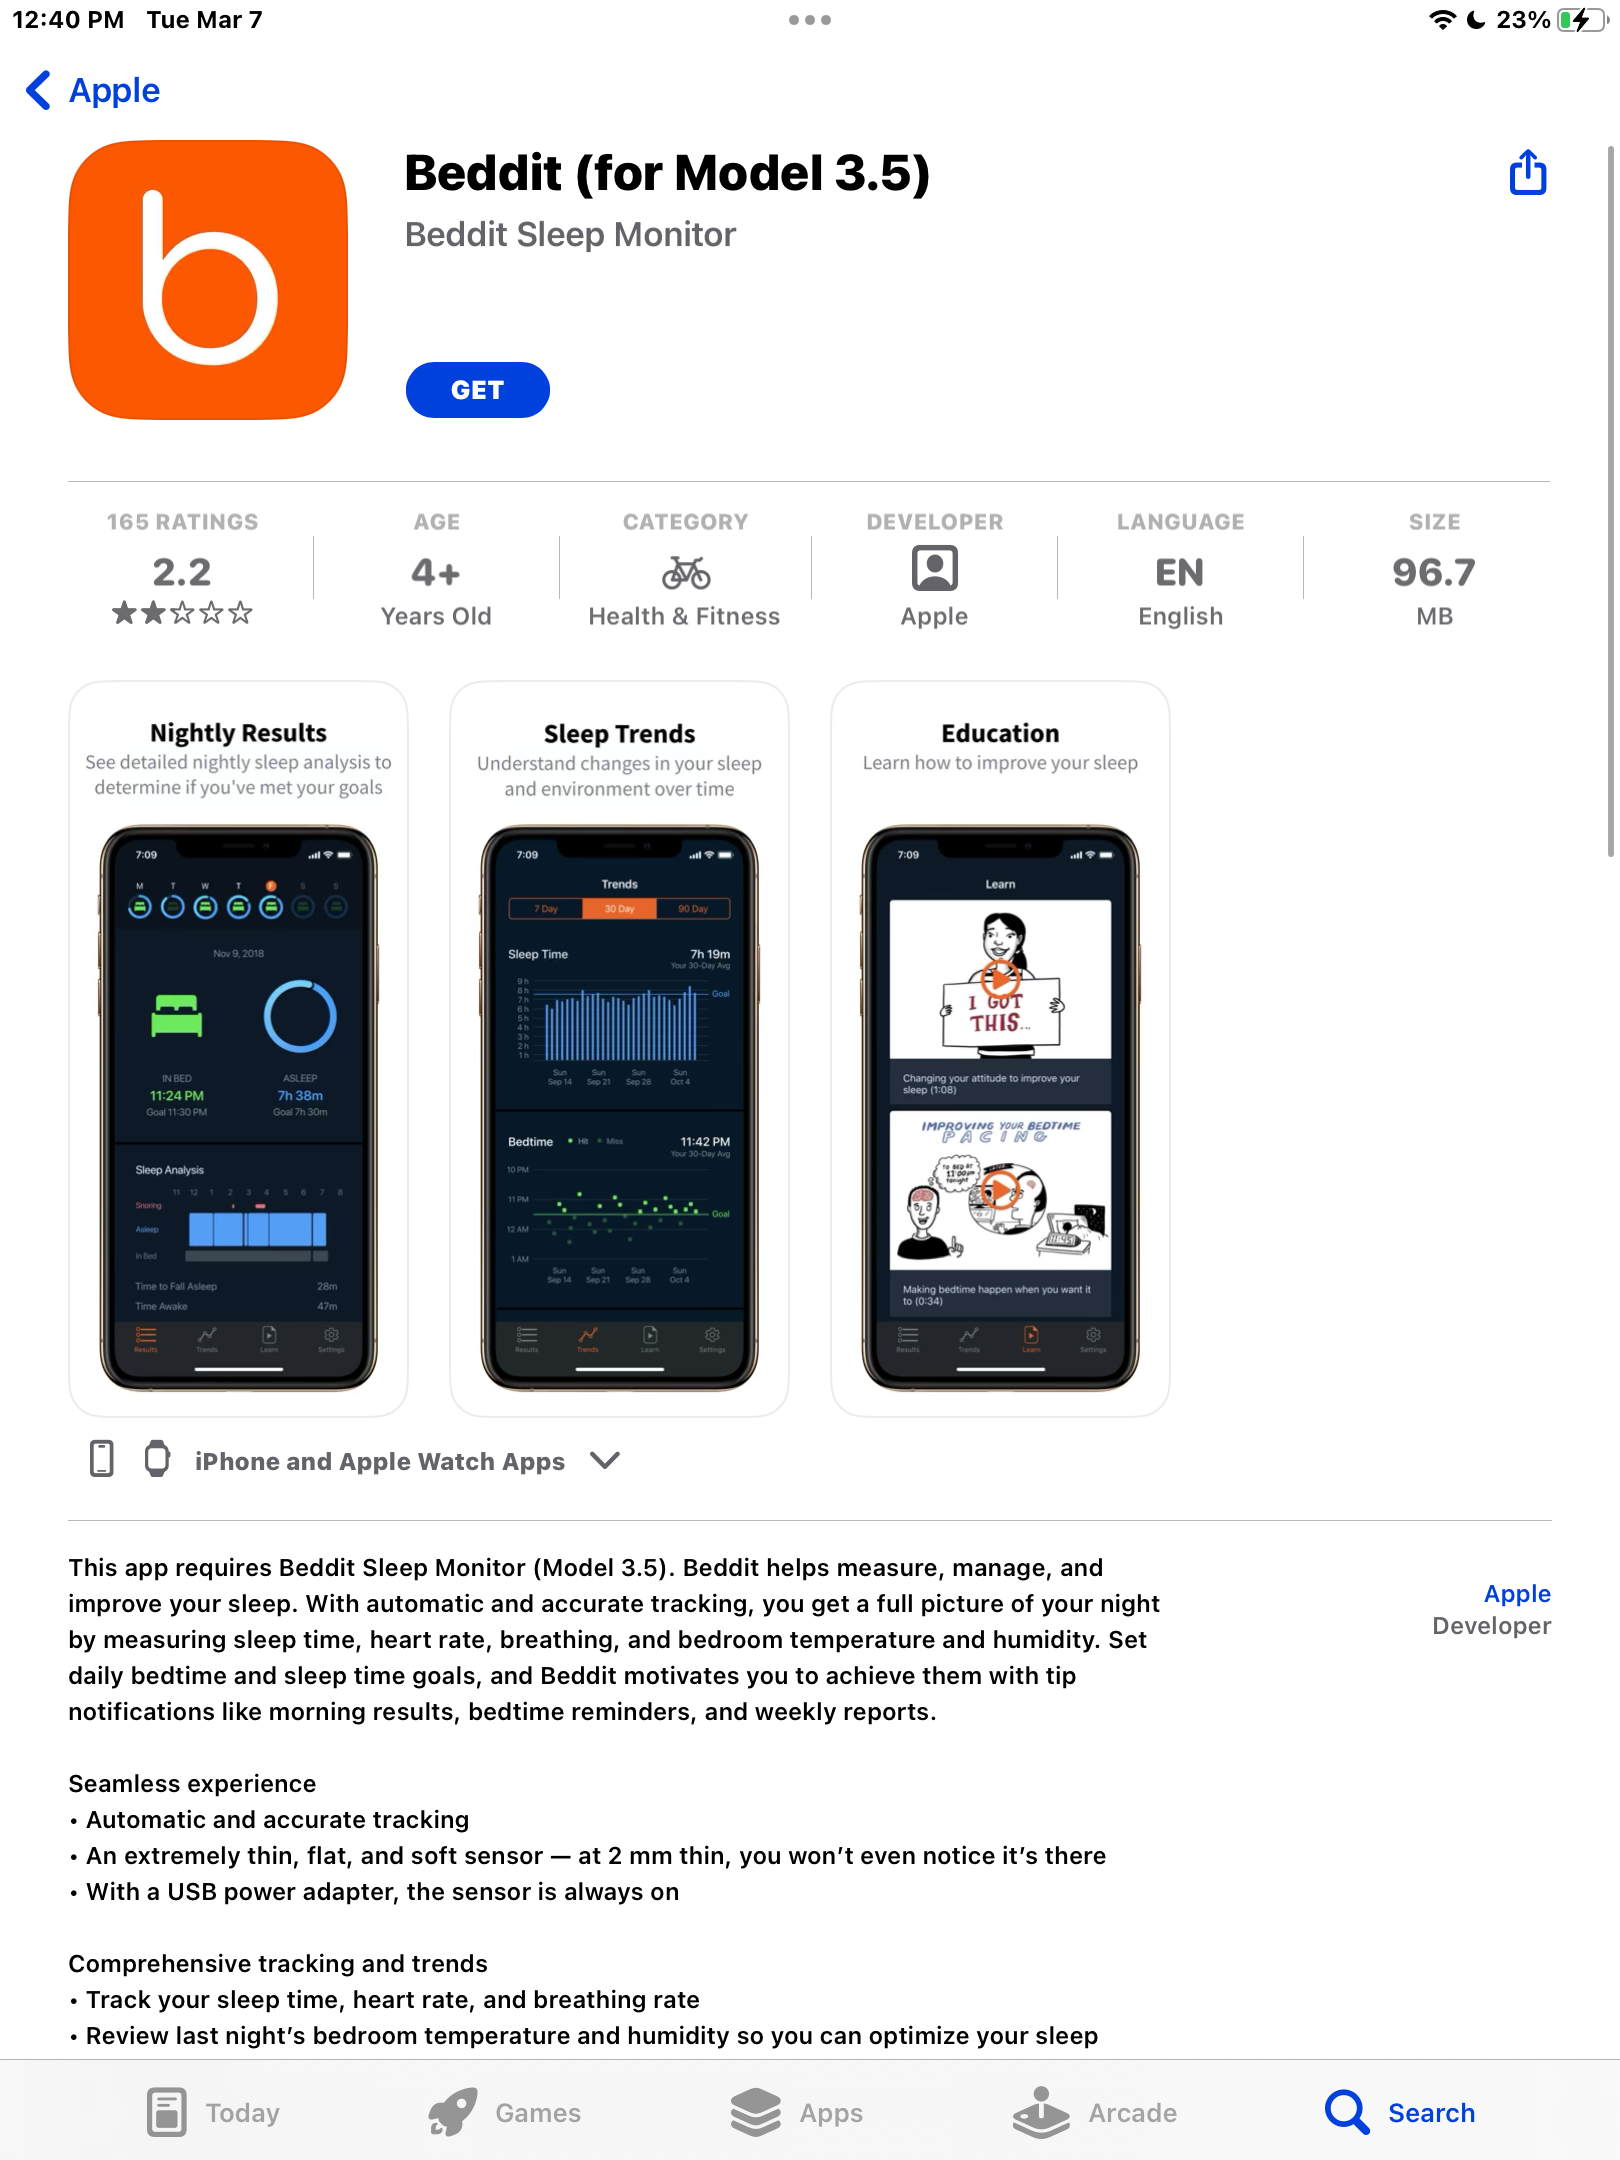 12:40 PM Tue Mar 7
23%
Apple
Beddit (for Model 3.5)
Beddit Sleep Monitor
GET
165 RATINGS
2.2
AGE
4+
Years Old
CATEGORY
Health & Fitness
DEVELOPER
Apple
LANGUAGE
EN
English
SIZE
96.7
MB
Nightly Results
See detailed nightly sleep analysis to
determine if you've met your goals
7:09
M T W T F S S
Nov 9, 2018
IN BED
11:24 PM
Goal 11:30 PM
ASLEEP
7h 38m
Goal 7h 30m
Sleep Analysis
11 12 1 2 3 4 5 6 7 8
Snoring
Asleep
In Bed
Time to Fall Asleep 28m
Time Awake 47m
Results Trends Learn Settings
Sleep Trends
Understand changes in your sleep
and environment over time
7:09
Trends
7 Day 30 Day 90 Day
Sleep Time 7h 19m
Your 30-Day Avg
9 h
8 h
Goal
7 h
6 h
5 h
4 h
3 h
2 h
1 h
Sun Sun Sun Sun
Sep 14 Sep 21 Sep 28 Oct 4
Bedtime Hit Miss 11:42 PM
Your 30-Day Avg
10 PM
11 PM
Goal
12 AM
1 AM
Sun Sun Sun Sun
Sep 14 Sep 21 Sep 28 Oct 4
Results Trends Learn Settings
Education
Learn how to improve your sleep
7:09
Learn
I GOT
THIS...
Changing your attitude to improve your
sleep (1:08)
IMPROVING YOUR BEDTIME
PACING
TO BED AT
11:00pm
tonight
Making bedtime happen when you want it
to (0:34)
Results Trends Learn Settings
iPhone and Apple Watch Apps
This app requires Beddit Sleep Monitor (Model 3.5). Beddit helps measure, manage, and
improve your sleep. With automatic and accurate tracking, you get a full picture of your night
by measuring sleep time, heart rate, breathing, and bedroom temperature and humidity. Set
daily bedtime and sleep time goals, and Beddit motivates you to achieve them with tip
notifications like morning results, bedtime reminders, and weekly reports.
Apple
Developer
Seamless experience
• Automatic and accurate tracking
• An extremely thin, flat, and soft sensor — at 2 mm thin, you won’t even notice it’s there
• With a USB power adapter, the sensor is always on
Comprehensive tracking and trends
• Track your sleep time, heart rate, and breathing rate
• Review last night’s bedroom temperature and humidity so you can optimize your sleep
Today Games Apps Arcade Search